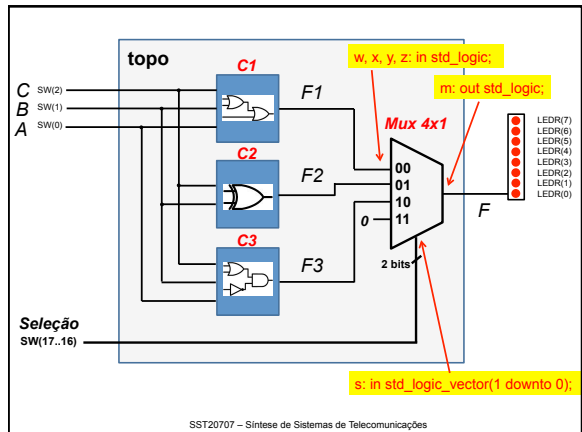 topo
C1
w, x, y, z: in std_logic;
m: out std_logic;
C SW(2)
B SW(1)
A SW(0)
F1
Mux 4x1
LEDR(7)
LEDR(6)
LEDR(5)
LEDR(4)
LEDR(3)
LEDR(2)
LEDR(1)
LEDR(0)
C2
F2
00
01
10
0 11
F
C3
F3
2 bits
Seleção
SW(17..16)
s: in std_logic_vector(1 downto 0);
SST20707 – Síntese de Sistemas de Telecomunicações